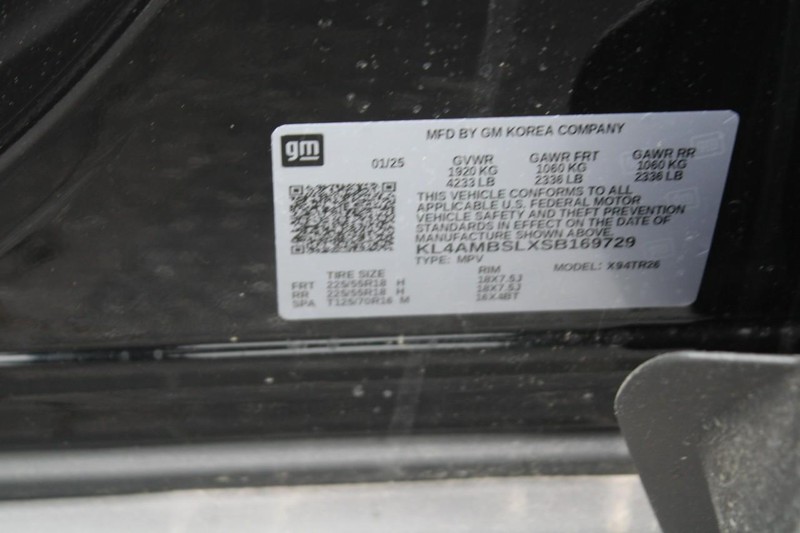 MFD BY GM KOREA COMPANY
gm
01/25
GVWR GAWR FRT GAWR RR
1920 KG 1060 KG 1060 KG
4233 LB 2336 LB 2336 LB
THIS VEHICLE CONFORMS TO ALL
APPLICABLE U.S. FEDERAL MOTOR
VEHICLE SAFETY AND THEFT PREVENTION
STANDARDS IN EFFECT ON THE DATE OF
MANUFACTURE SHOWN ABOVE.
KL4AMBSLXSB169729
TYPE: MPV MODEL: X94TR26
TIRE SIZE RIM
FRT 225/55R18 H 18X7.5J
RR 225/55R18 H 18X7.5J
SPA T125/70R16 M 16X4BT